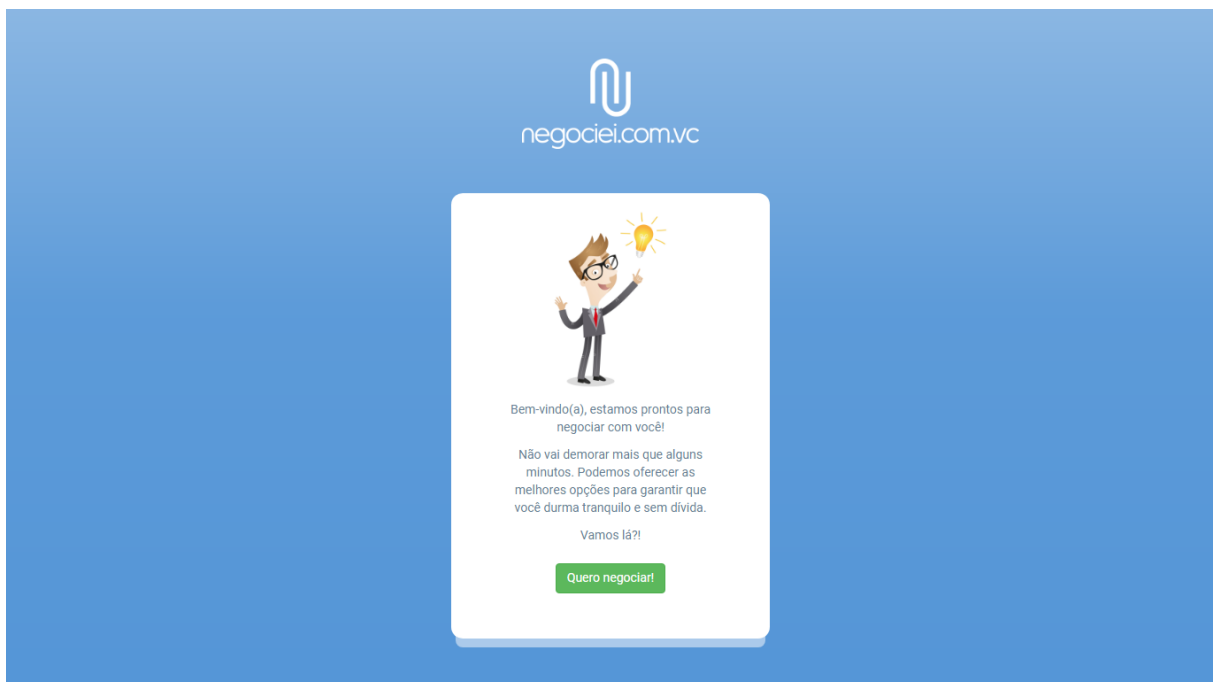 negociei.com.vc
Bem-vindo(a), estamos prontos para
negociar com você!
Não vai demorar mais que alguns
minutos. Podemos oferecer as
melhores opções para garantir que
você durma tranquilo e sem dívida.
Vamos lá?!
Quero negociar!